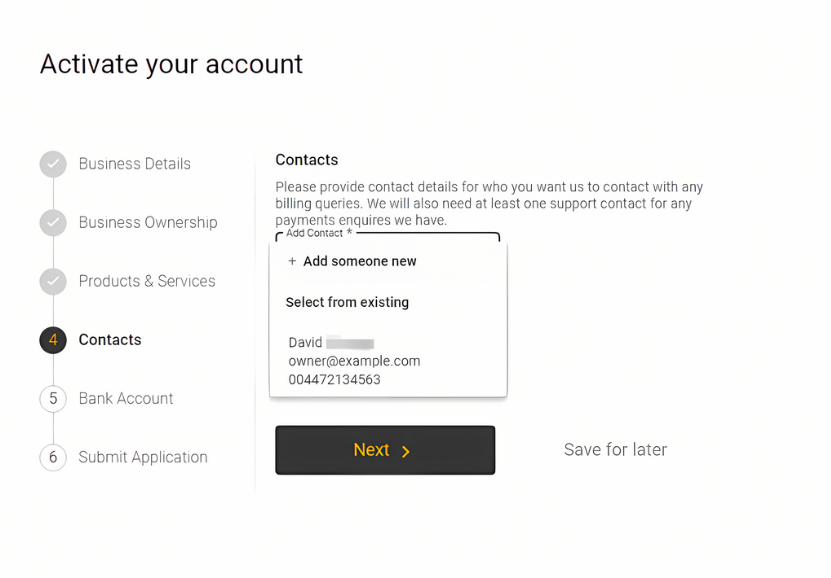 Activate your account
Business Details
Business Ownership
Products & Services
4 Contacts
5 Bank Account
6 Submit Application
Contacts
Please provide contact details for who you want us to contact with any
billing queries. We will also need at least one support contact for any
payments enquires we have.
Add Contact *
+ Add someone new
Select from existing
David
owner@example.com
004472134563
Next
Save for later